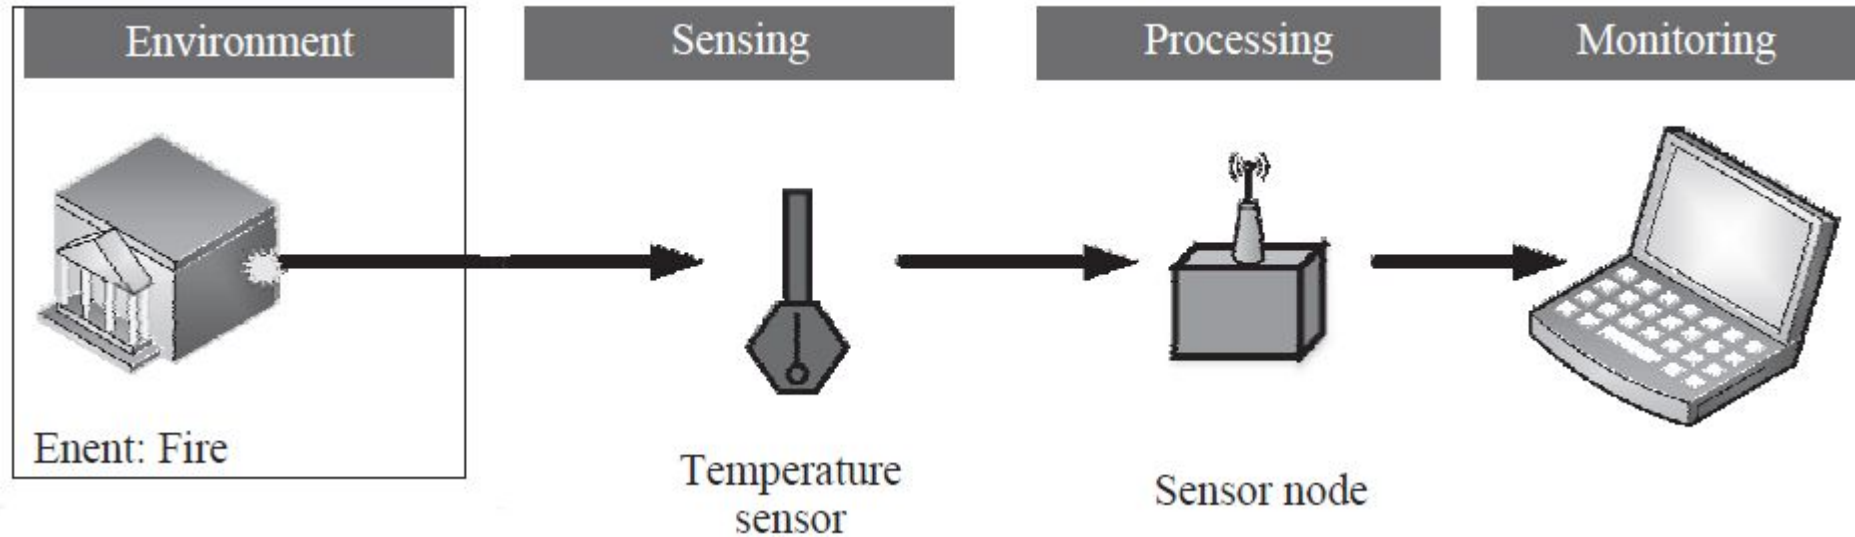 Environment
Sensing
Processing
Monitoring
Enent: Fire
Temperature
sensor
Sensor node